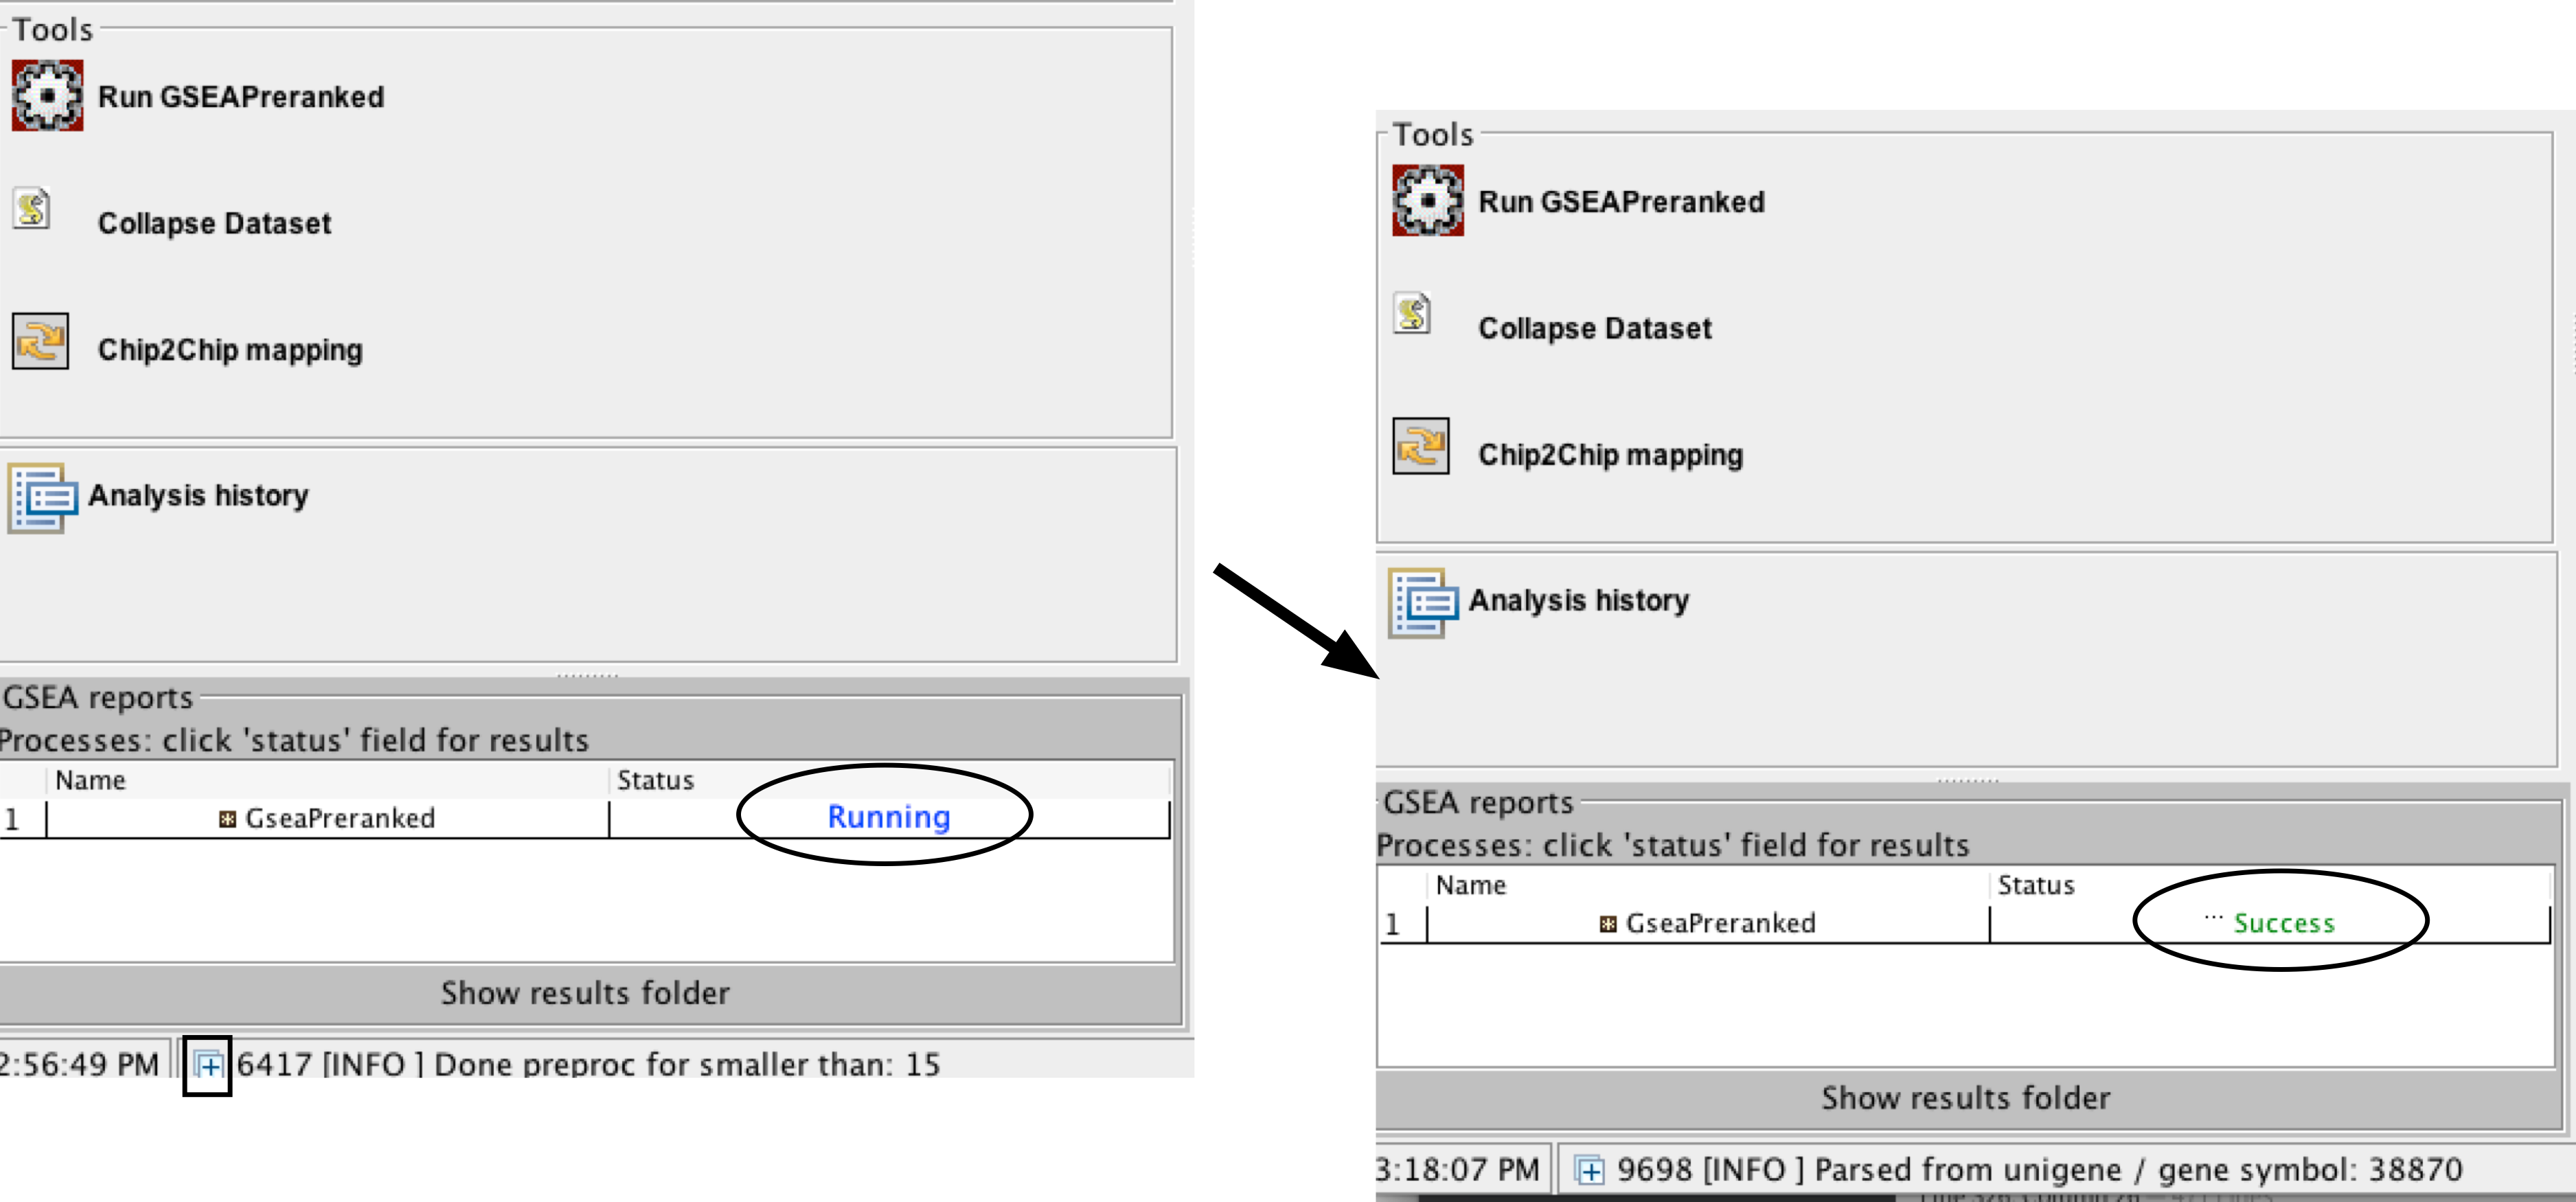 Tools
Run GSEAPreranked
Collapse Dataset
Chip2Chip mapping
Analysis history
GSEA reports
Processes: click 'status' field for results
Name Status
1 GseaPreranked Running
Show results folder
2:56:49 PM 6417 [INFO ] Done preproc for smaller than: 15
Tools
Run GSEAPreranked
Collapse Dataset
Chip2Chip mapping
Analysis history
GSEA reports
Processes: click 'status' field for results
Name Status
1 GseaPreranked ... Success
Show results folder
3:18:07 PM 9698 [INFO ] Parsed from unigene / gene symbol: 38870